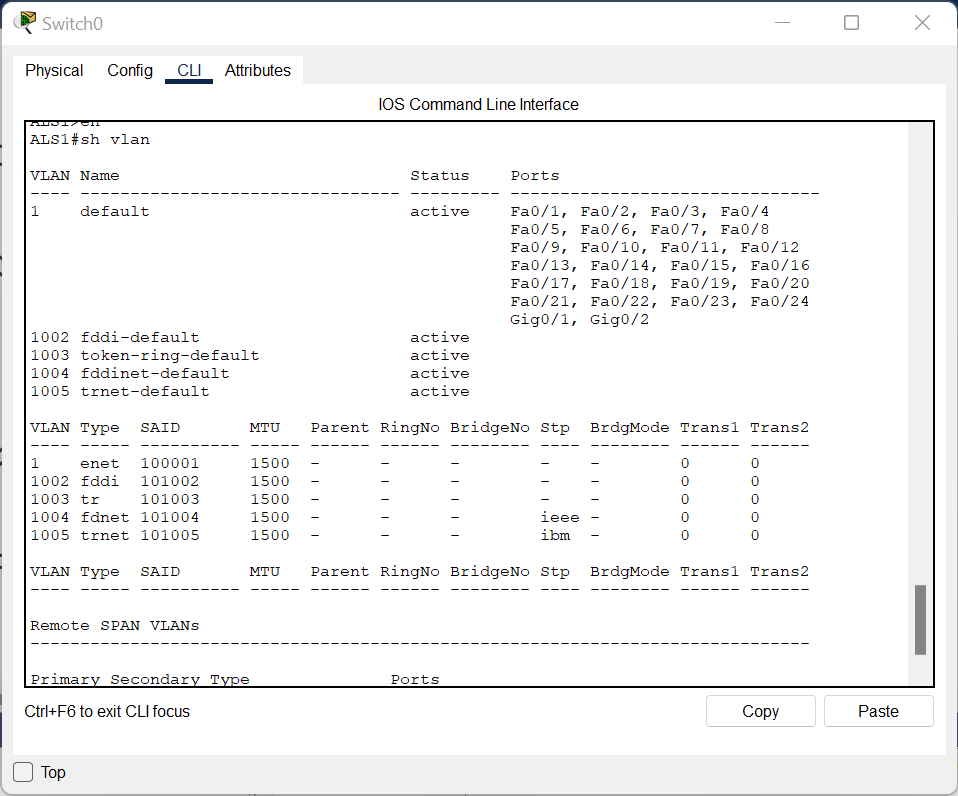 Switch0
Physical Config CLI Attributes
IOS Command Line Interface
ALS1>en
ALS1#sh vlan
VLAN Name Status Ports
---- -------------------------------- --------- -------------------------------
1 default active Fa0/1, Fa0/2, Fa0/3, Fa0/4
Fa0/5, Fa0/6, Fa0/7, Fa0/8
Fa0/9, Fa0/10, Fa0/11, Fa0/12
Fa0/13, Fa0/14, Fa0/15, Fa0/16
Fa0/17, Fa0/18, Fa0/19, Fa0/20
Fa0/21, Fa0/22, Fa0/23, Fa0/24
Gig0/1, Gig0/2
1002 fddi-default active
1003 token-ring-default active
1004 fddinet-default active
1005 trnet-default active
VLAN Type SAID MTU Parent RingNo BridgeNo Stp BrdgMode Trans1 Trans2
---- ----- ---------- ----- ------ ------ -------- ---- -------- ------ ------
1 enet 100001 1500 - - - - - 0 0
1002 fddi 101002 1500 - - - - - 0 0
1003 tr 101003 1500 - - - - - 0 0
1004 fdnet 101004 1500 - - - ieee - 0 0
1005 trnet 101005 1500 - - - ibm - 0 0
VLAN Type SAID MTU Parent RingNo BridgeNo Stp BrdgMode Trans1 Trans2
---- ----- ---------- ----- ------ ------ -------- ---- -------- ------ ------
Remote SPAN VLANs
------------------------------------------------------------------------------
Primary Secondary Type Ports
Ctrl+F6 to exit CLI focus
Copy Paste
Top